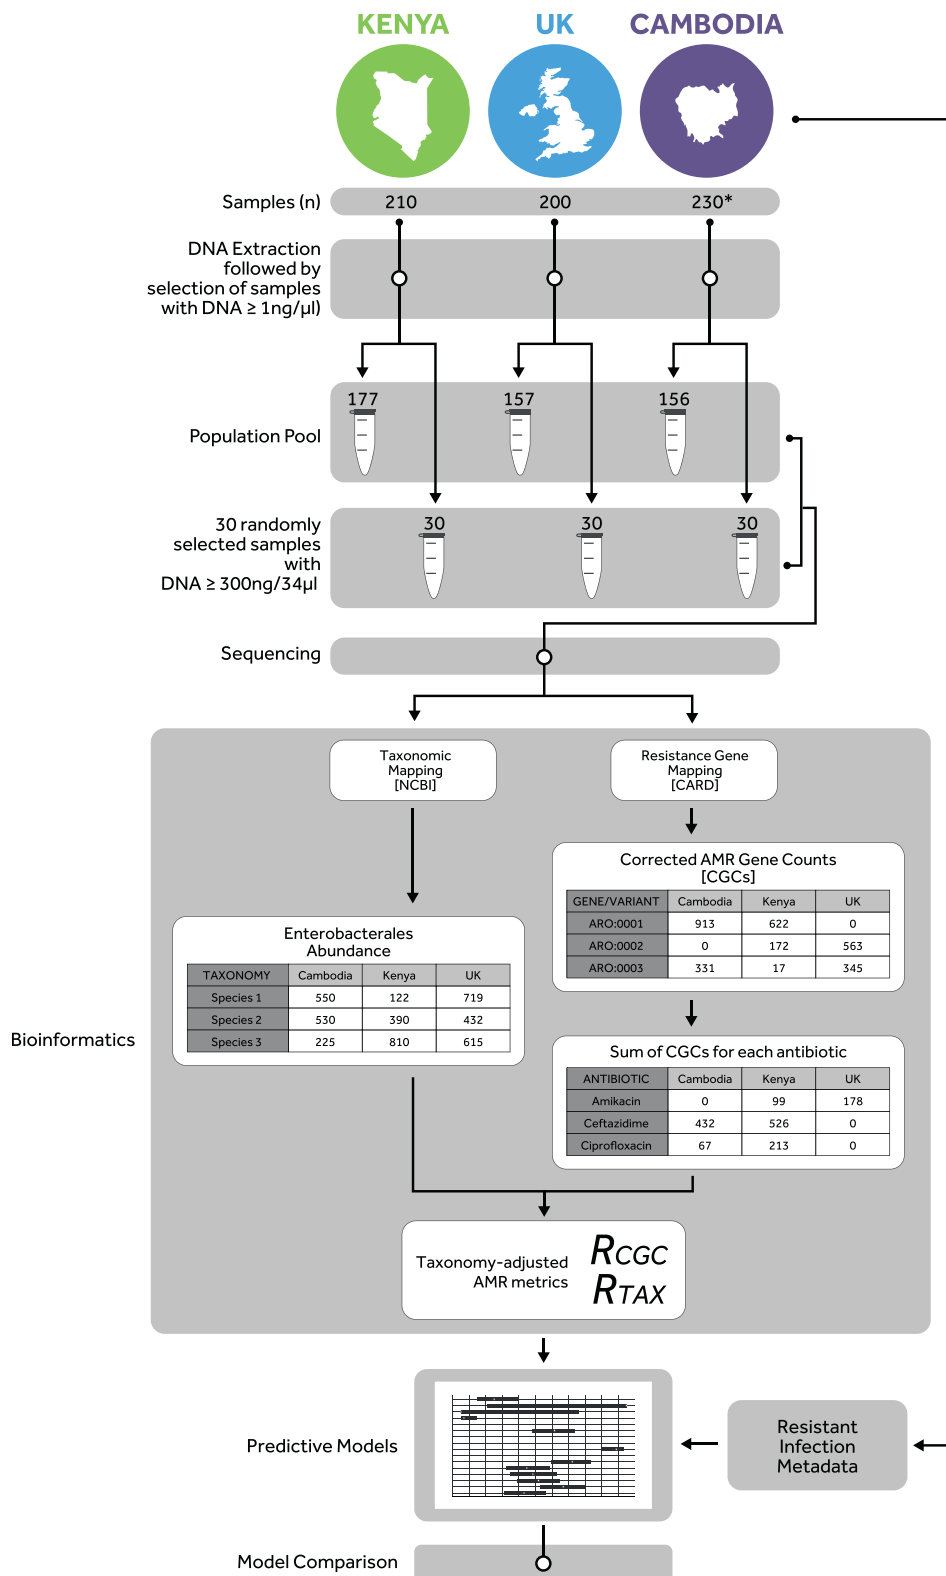 KENYA UK CAMBODIA
Samples (n) 210 200 230*
DNA Extraction
followed by
selection of samples
with DNA ≥ 1ng/µl)
177 157 156
Population Pool
30 randomly
selected samples
with
DNA ≥ 300ng/34µl
30 30 30
Sequencing
Bioinformatics
Taxonomic
Mapping
[NCBI]
Enterobacterales
Abundance
TAXONOMY Cambodia Kenya UK
Species 1 550 122 719
Species 2 530 390 432
Species 3 225 810 615
Resistance Gene
Mapping
[CARD]
Corrected AMR Gene Counts
[CGCs]
GENE/VARIANT Cambodia Kenya UK
ARO:0001 913 622 0
ARO:0002 0 172 563
ARO:0003 331 17 345
Sum of CGCs for each antibiotic
ANTIBIOTIC Cambodia Kenya UK
Amikacin 0 99 178
Ceftazidime 432 526 0
Ciprofloxacin 67 213 0
Taxonomy-adjusted
AMR metrics
RCGC
RTAX
Predictive Models
Resistant
Infection
Metadata
Model Comparison